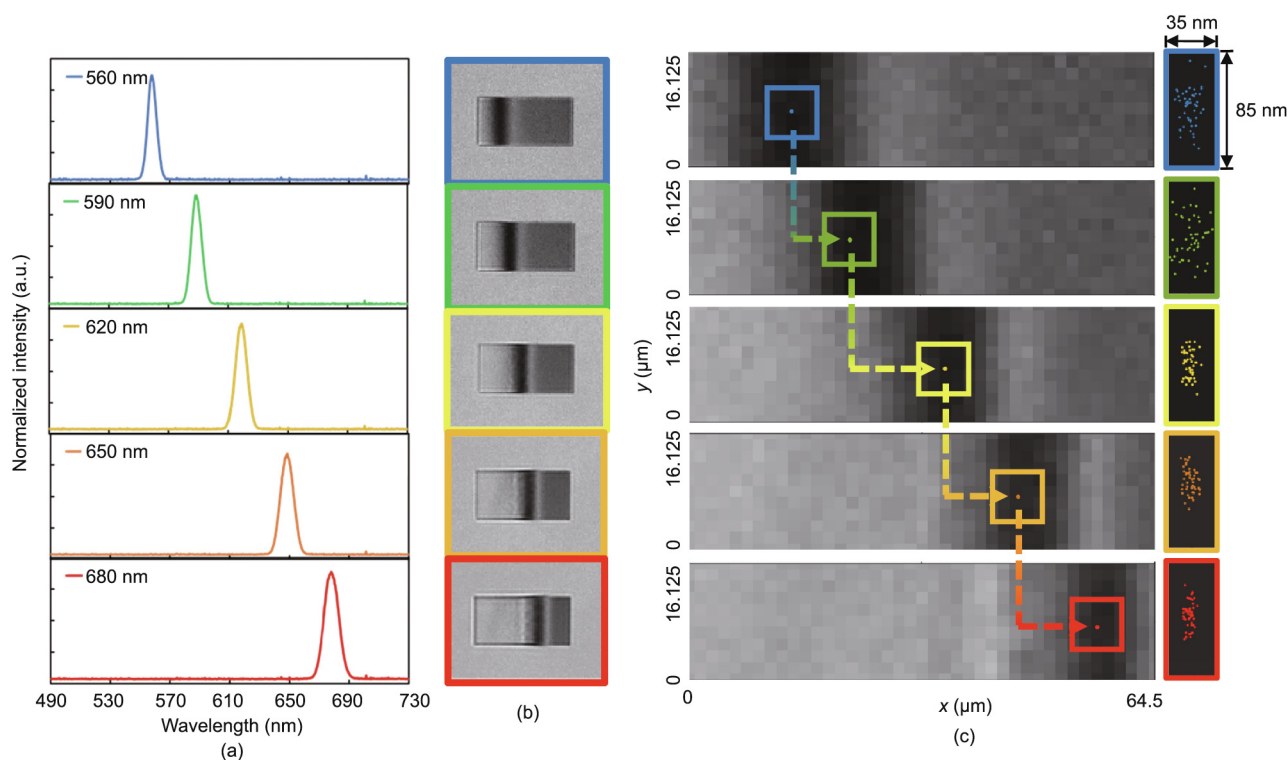 560 nm
590 nm
620 nm
650 nm
680 nm
Normalized intensity (a.u.)
490 530 570 610 650 690 730
Wavelength (nm)
(a)
(b)
35 nm
85 nm
16.125
0
16.125
0
16.125
0
16.125
0
16.125
0
y (µm)
0 64.5
x (µm)
(c)